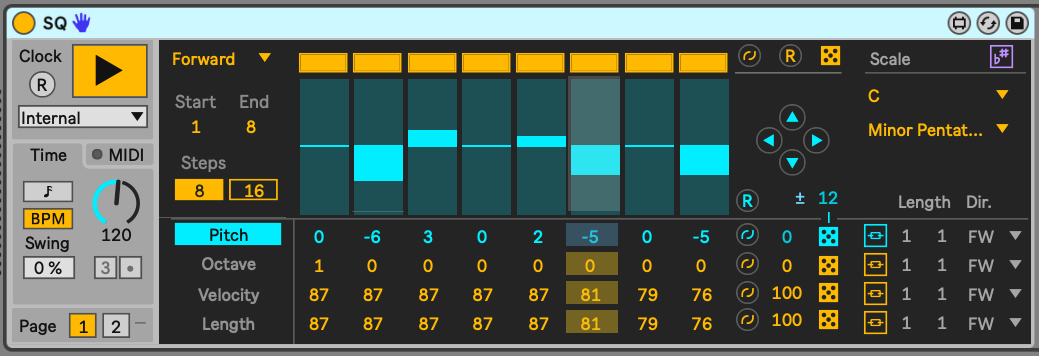 SQ
Clock
R
Internal
Time MIDI
BPM
120
Swing
0 % 3
Page 1 2
Forward
Start End
1 8
Steps
8 16
R
R ± 12
Scale ♭#
C
Minor Pentat...
Length Dir.
Pitch 0 -6 3 0 2 -5 0 -5 0 1 1 FW
Octave 1 0 0 0 0 0 0 0 0 1 1 FW
Velocity 87 87 87 87 87 81 79 76 100 1 1 FW
Length 87 87 87 87 87 81 79 76 100 1 1 FW